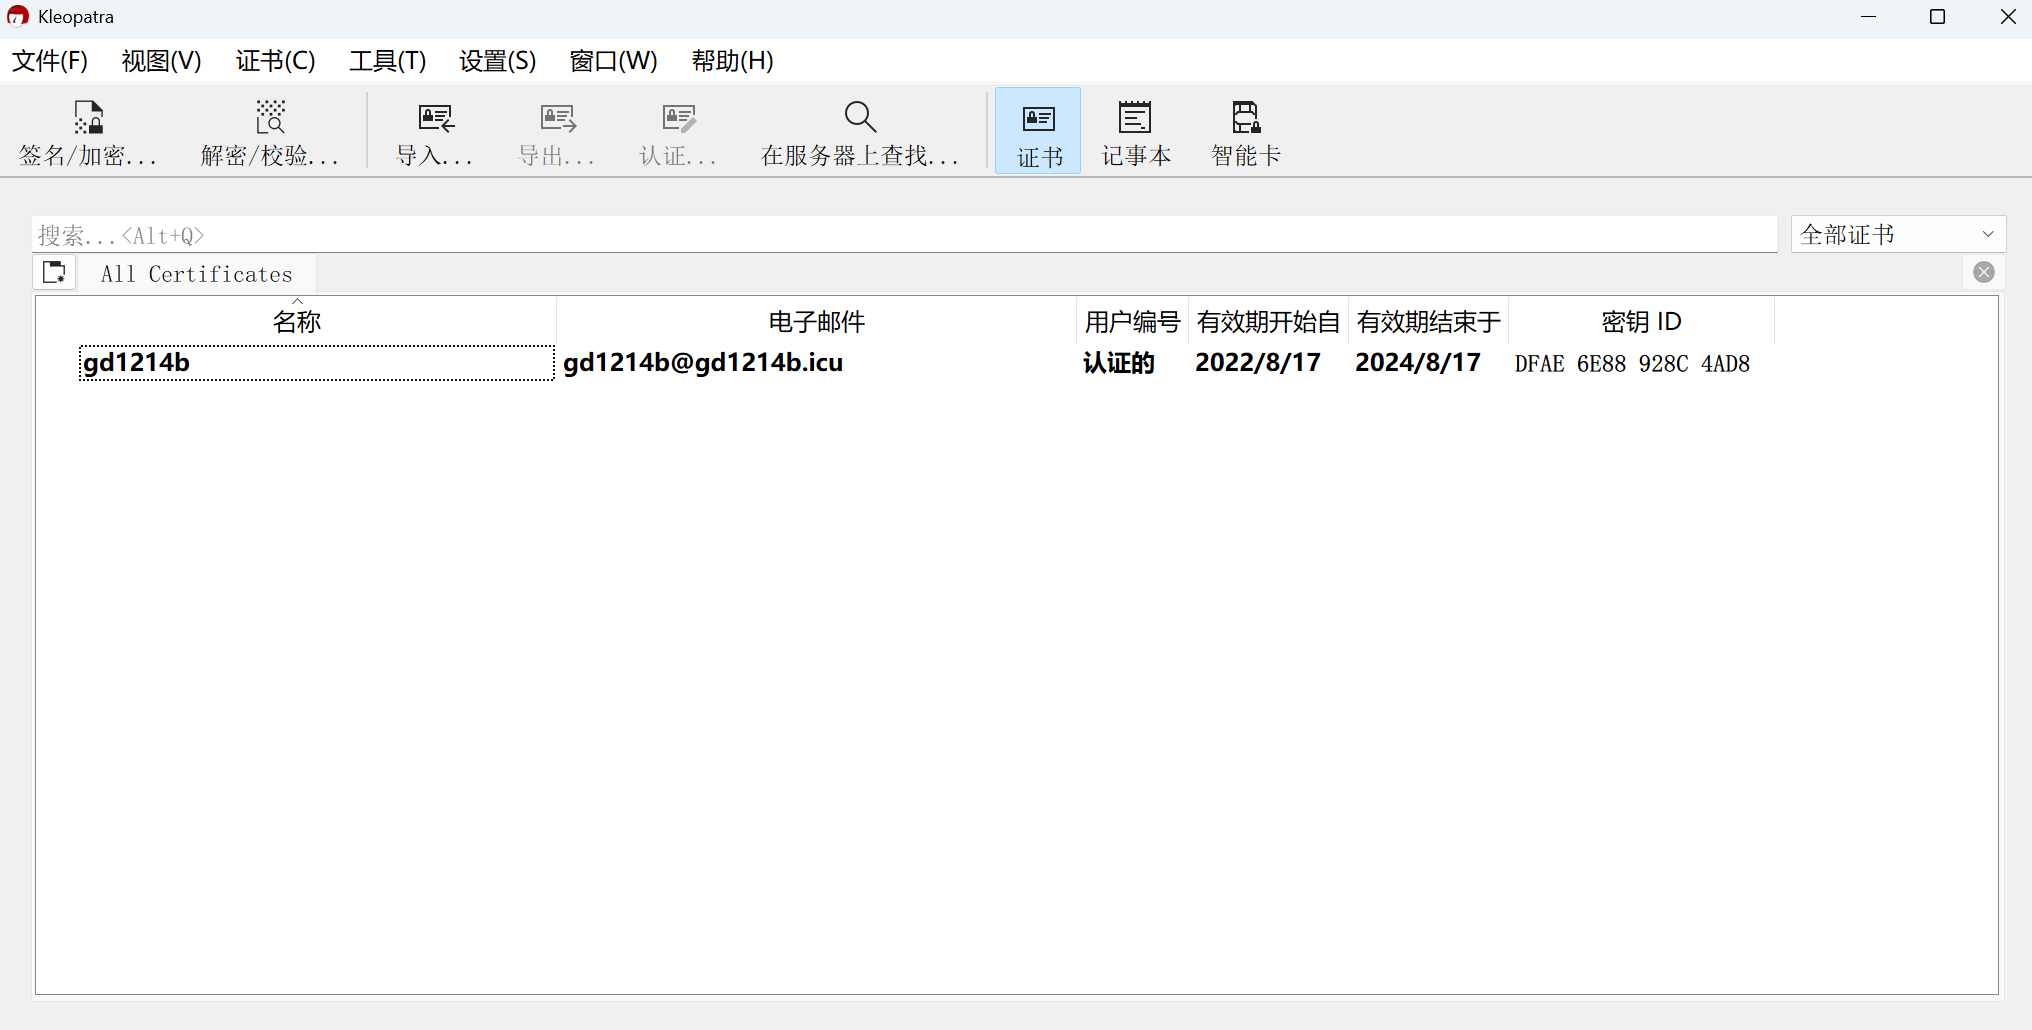 Kleopatra
文件(F) 视图(V) 证书(C) 工具(T) 设置(S) 窗口(W) 帮助(H)
签名/加密... 解密/校验... 导入... 导出... 认证... 在服务器上查找... 证书 记事本 智能卡
搜索...<Alt+Q> 全部证书
All Certificates
名称 电子邮件 用户编号 有效期开始自 有效期结束于 密钥 ID
gd1214b gd1214b@gd1214b.icu 认证的 2022/8/17 2024/8/17 DFAE 6E88 928C 4AD8